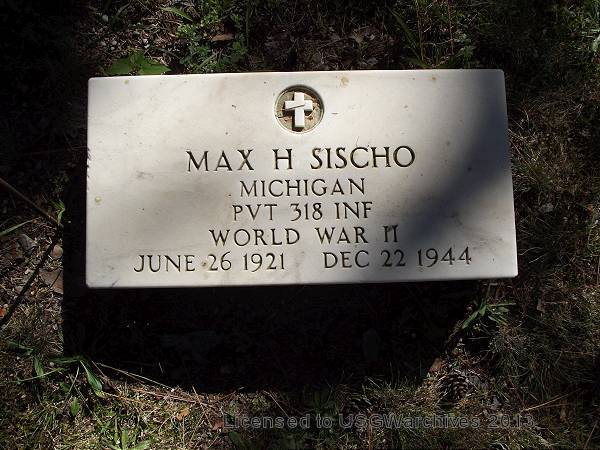 MAX H SISCHO
MICHIGAN
PVT 318 INF
WORLD WAR II
JUNE 26 1921 DEC 22 1944
Licensed to USGWarchives 2013